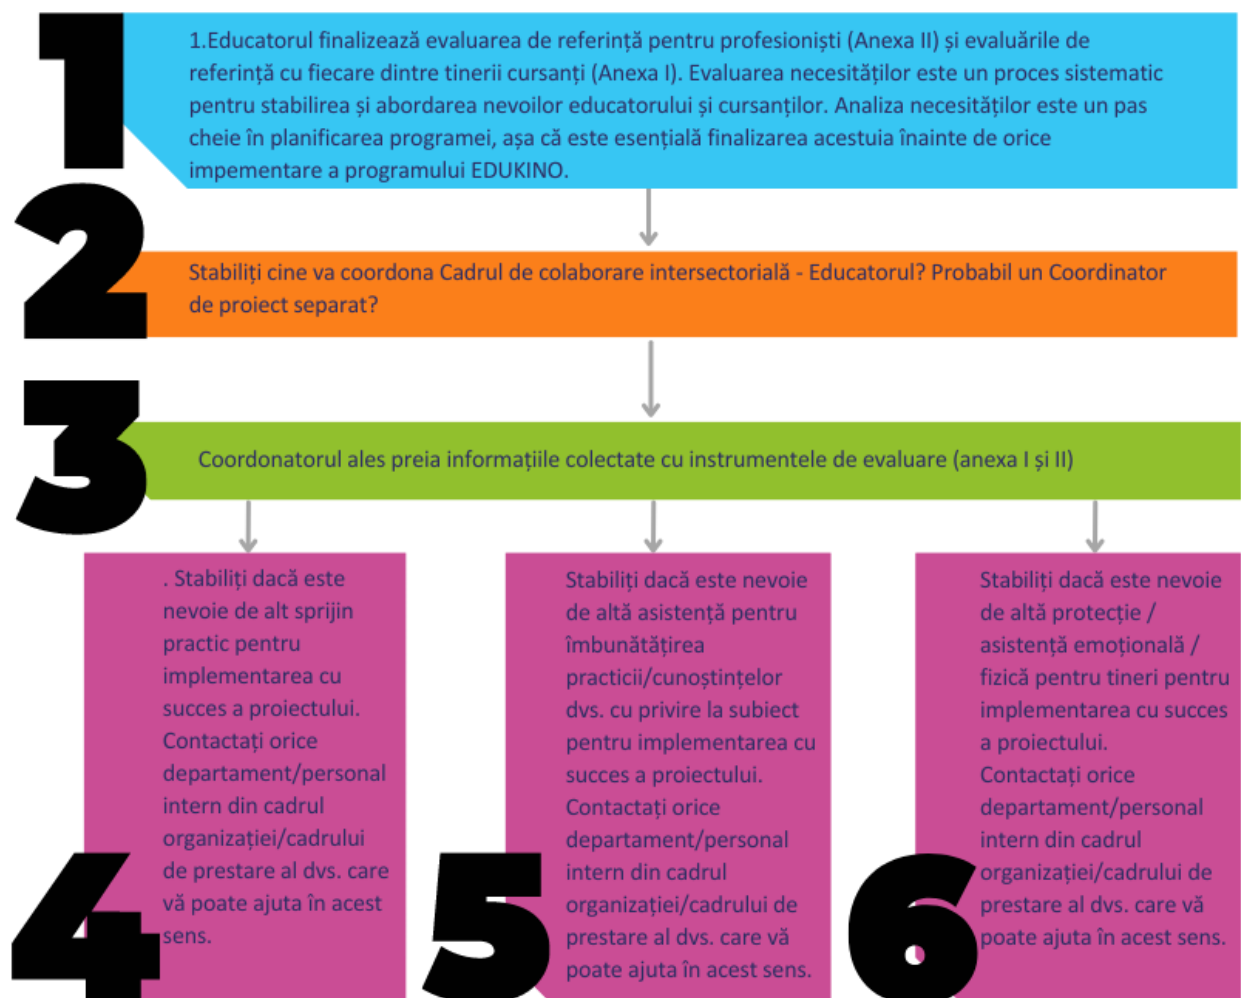 1
1.Educatorul finalizează evaluarea de referință pentru profesioniști (Anexa II) și evaluările de
referință cu fiecare dintre tinerii cursanți (Anexa I). Evaluarea necesităților este un proces sistematic
pentru stabilirea și abordarea nevoilor educatorului și cursanților. Analiza necesităților este un pas
cheie în planificarea programei, așa că este esențială finalizarea acestuia înainte de orice
impementare a programului EDUKINO.
2
Stabiliți cine va coordona Cadrul de colaborare intersectorială - Educatorul? Probabil un Coordinator
de proiect separat?
3
Coordonatorul ales preia informațiile colectate cu instrumentele de evaluare (anexa I și II)
4
. Stabiliți dacă este
nevoie de alt sprijin
practic pentru
implementarea cu
succes a proiectului.
Contactați orice
departament/personal
intern din cadrul
organizației/cadrului
de prestare al dvs. care
vă poate ajuta în acest
sens.
5
Stabiliți dacă este nevoie
de altă asistență pentru
îmbunătățirea
practicii/cunoștințelor
dvs. cu privire la subiect
pentru implementarea cu
succes a proiectului.
Contactați orice
departament/personal
intern din cadrul
organizației/cadrului de
prestare al dvs. care vă
poate ajuta în acest sens.
6
Stabiliți dacă este nevoie
de altă protecție /
asistență emoțională /
fizică pentru tineri pentru
implementarea cu succes
a proiectului.
Contactați orice
departament/personal
intern din cadrul
organizației/cadrului de
prestare al dvs. care vă
poate ajuta în acest sens.